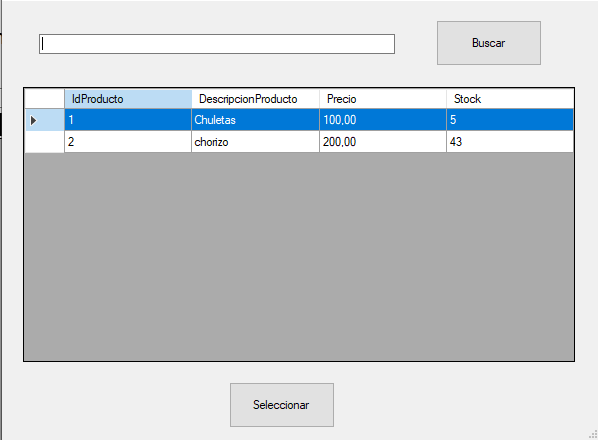 Buscar
IdProducto DescripcionProducto Precio Stock
1 Chuletas 100,00 5
2 chorizo 200,00 43
Seleccionar